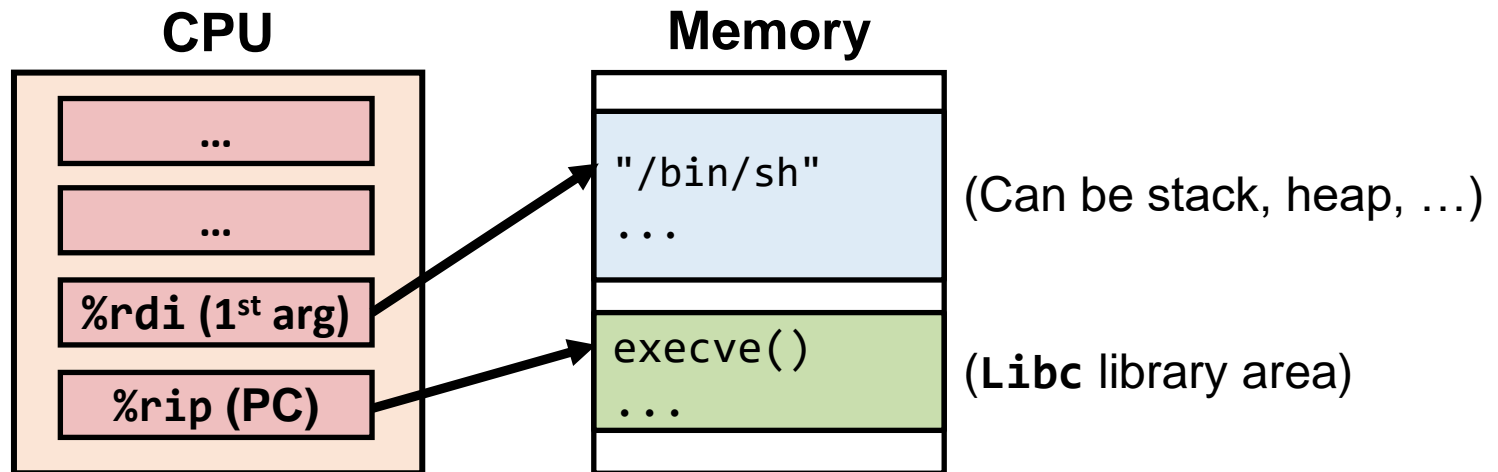 CPU
Memory
…
…
%rdi (1st arg)
%rip (PC)
"/bin/sh"
...
(Can be stack, heap, …)
execve()
...
(Libc library area)